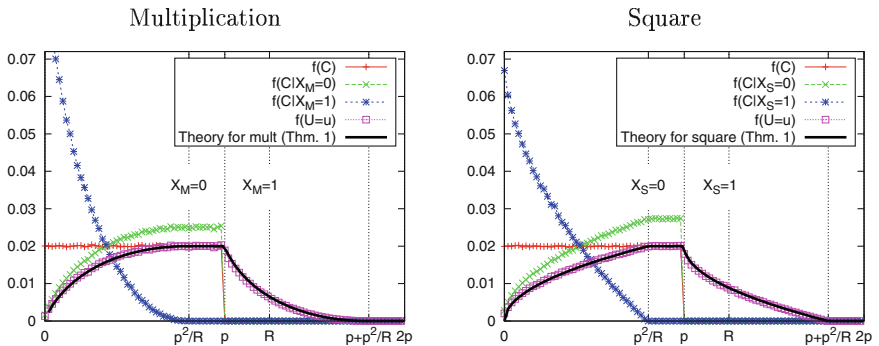 Multiplication
0.07
0.06
0.05
0.04
0.03
0.02
0.01
0
f(C)
f(C|X_M=0)
f(C|X_M=1)
f(U=u)
Theory for mult (Thm. 1)
X_M=0
X_M=1
0
p²/R
p
R
p+p²/R
2p
Square
0.07
0.06
0.05
0.04
0.03
0.02
0.01
0
f(C)
f(C|X_S=0)
f(C|X_S=1)
f(U=u)
Theory for square (Thm. 1)
X_S=0
X_S=1
0
p²/R
p
R
p+p²/R
2p